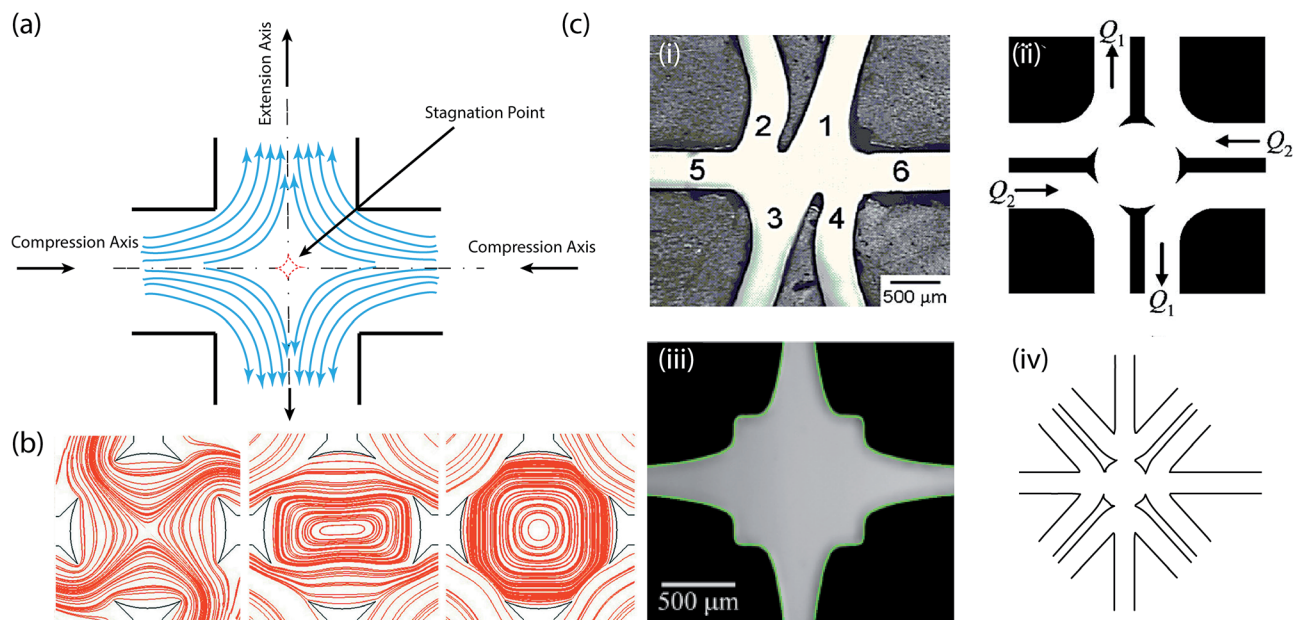 (a)
Extension Axis
Stagnation Point
Compression Axis
Compression Axis
(b)
(c)
(i)
2
1
5
6
3
4
500 µm
(ii)
Q1
Q2
Q2
Q1
(iii)
500 µm
(iv)